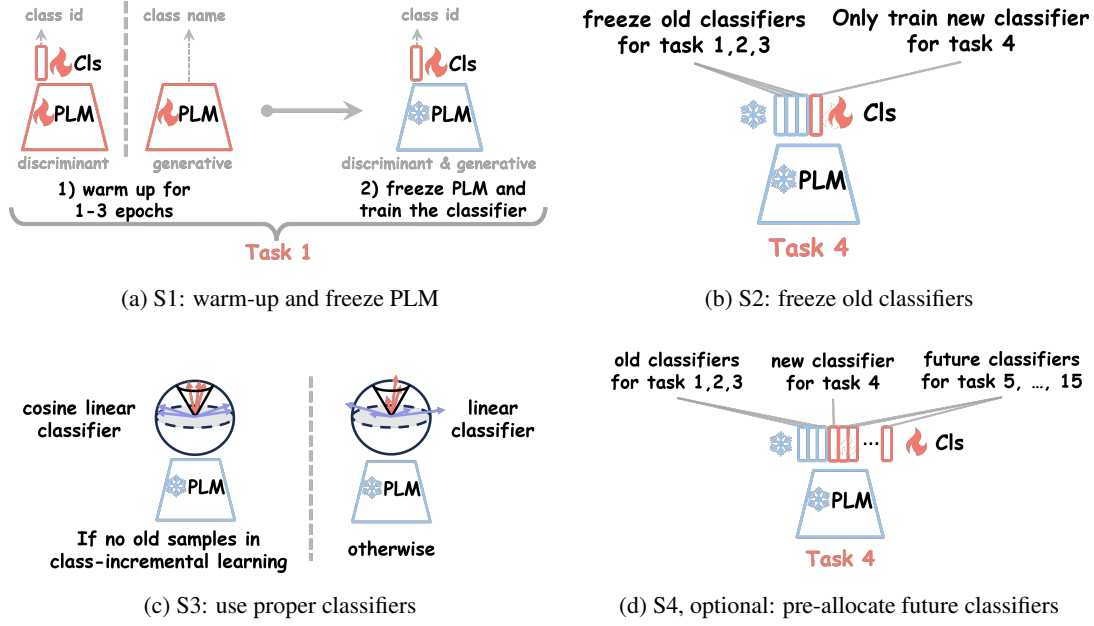 class id
class name
class id
Cls
Cls
PLM
PLM
PLM
discriminant
generative
discriminant & generative
1) warm up for
1-3 epochs
2) freeze PLM and
train the classifier
Task 1
(a) S1: warm-up and freeze PLM
freeze old classifiers
for task 1,2,3
Only train new classifier
for task 4
Cls
PLM
Task 4
(b) S2: freeze old classifiers
cosine linear
classifier
linear
classifier
PLM
PLM
If no old samples in
class-incremental learning
otherwise
(c) S3: use proper classifiers
old classifiers
for task 1,2,3
new classifier
for task 4
future classifiers
for task 5, ..., 15
... Cls
PLM
Task 4
(d) S4, optional: pre-allocate future classifiers